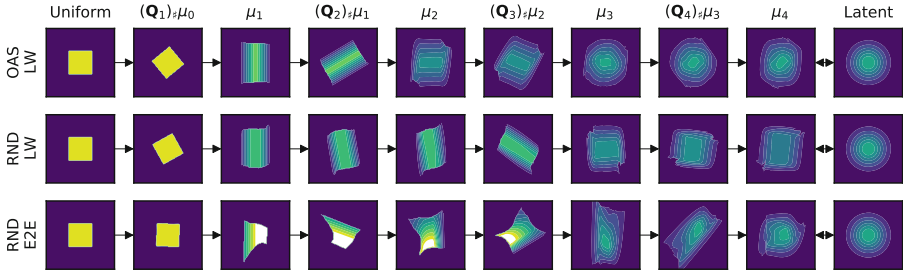 Uniform (Q₁)♯μ₀ μ₁ (Q₂)♯μ₁ μ₂ (Q₃)♯μ₂ μ₃ (Q₄)♯μ₃ μ₄ Latent
OAS
LW
RND
LW
RND
E2E